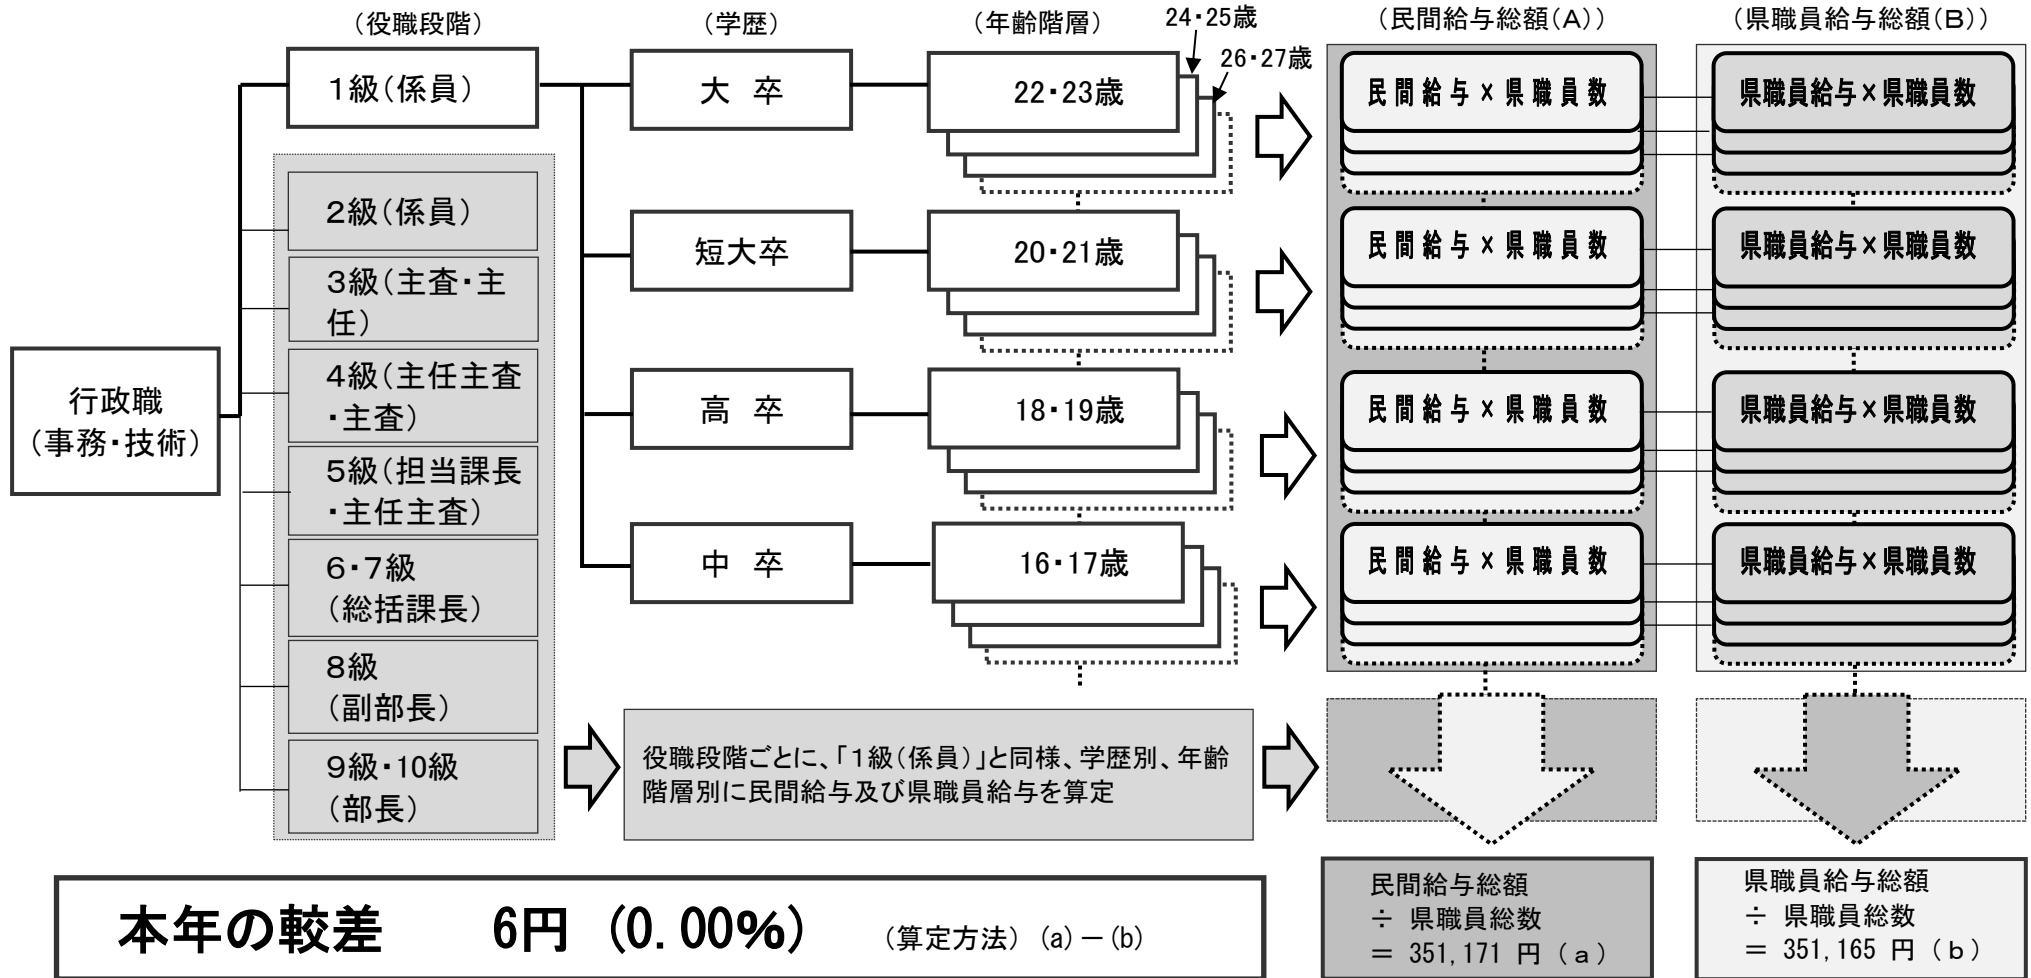 （役職段階）
（学歴）
（年齢階層）
24・25歳
26・27歳
（民間給与総額（A））
（県職員給与総額（B））
行政職
（事務・技術）
1級（係員）
2級（係員）
3級（主査・主
任）
4級（主任主査
・主査）
5級（担当課長
・主任主査）
6・7級
（総括課長）
8級
（副部長）
9級・10級
（部長）
大 卒
22・23歳
民間給与×県職員数
県職員給与×県職員数
短大卒
20・21歳
民間給与×県職員数
県職員給与×県職員数
高 卒
18・19歳
民間給与×県職員数
県職員給与×県職員数
中 卒
16・17歳
民間給与×県職員数
県職員給与×県職員数
役職段階ごとに、「1級（係員）」と同様、学歴別、年齢
階層別に民間給与及び県職員給与を算定
本年の較差 6円 (0.00%) （算定方法）(a)－(b)
民間給与総額
÷ 県職員総数
＝ 351,171 円（a）
県職員給与総額
÷ 県職員総数
＝ 351,165 円（b）